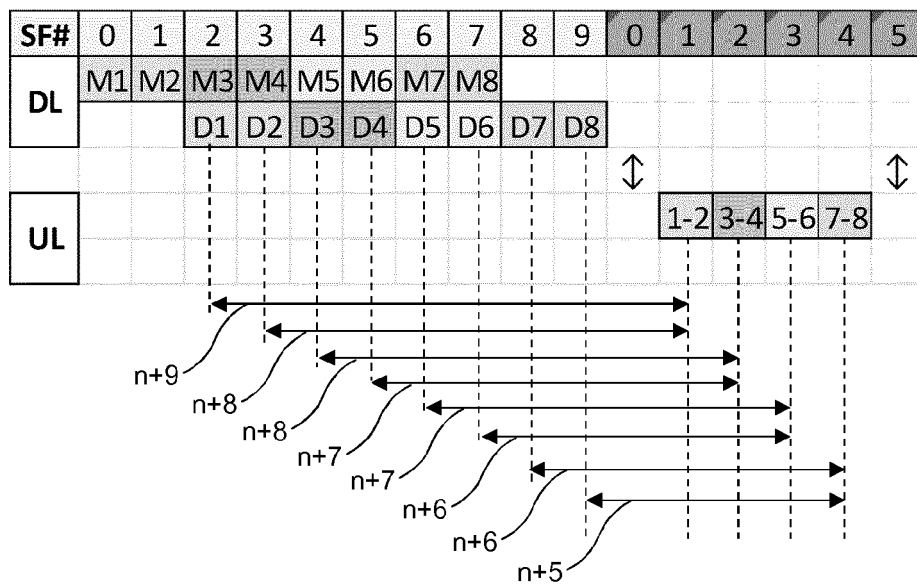 SF# 0 1 2 3 4 5 6 7 8 9 0 1 2 3 4 5
DL M1 M2 M3 M4 M5 M6 M7 M8
D1 D2 D3 D4 D5 D6 D7 D8
UL 1-2 3-4 5-6 7-8
n+9
n+8
n+8
n+7
n+7
n+6
n+6
n+5